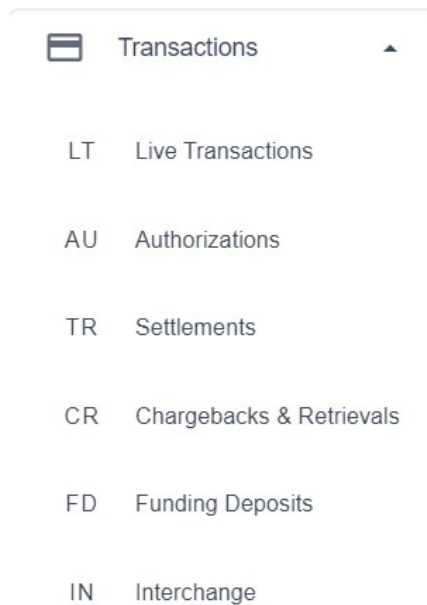 Transactions
LT Live Transactions
AU Authorizations
TR Settlements
CR Chargebacks & Retrievals
FD Funding Deposits
IN Interchange